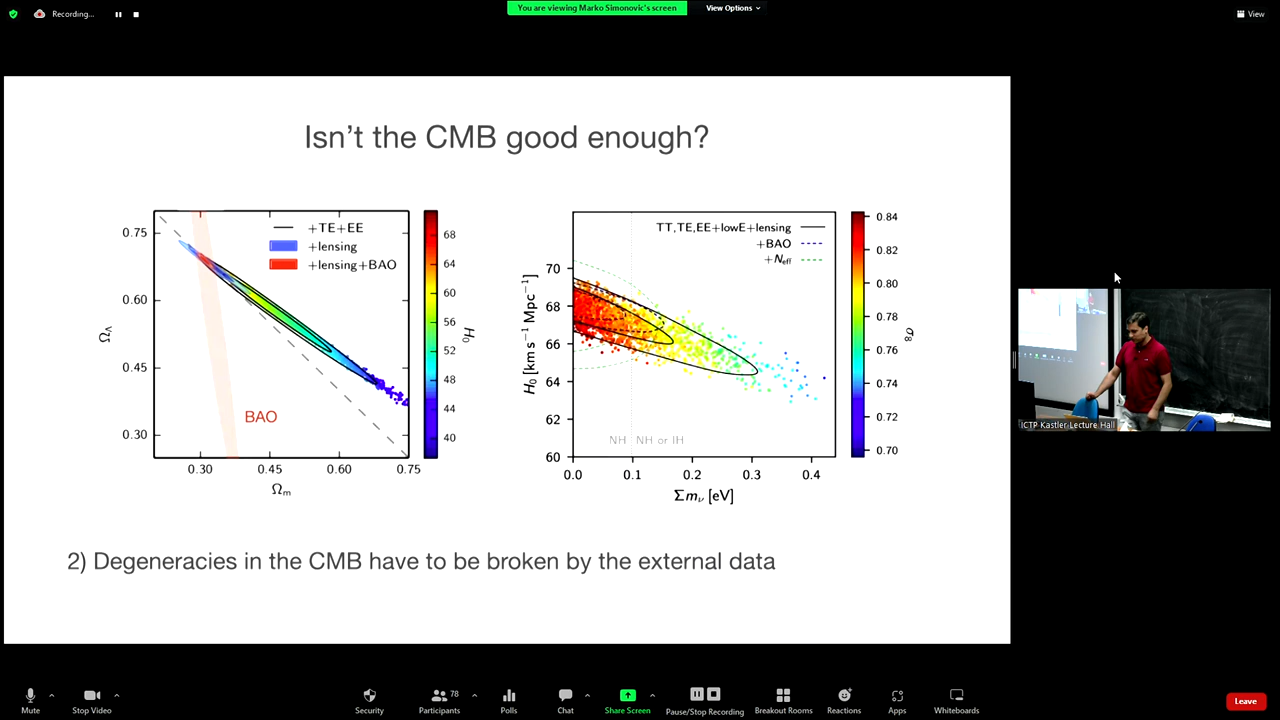 Recording...
You are viewing Marko Simonovic's screen
View Options
View
Isn't the CMB good enough?
+TE+EE
+lensing
+lensing+BAO
0.75
0.60
0.45
0.30
Ω_Λ
BAO
0.30 0.45 0.60 0.75
Ω_m
68
64
60
56
52
48
44
40
H_0
TT,TE,EE+lowE+lensing
+BAO
+N_eff
70
68
66
64
62
60
H_0 [km s⁻¹ Mpc⁻¹]
NH NH or IH
0.0 0.1 0.2 0.3 0.4
Σm_ν [eV]
0.84
0.82
0.80
0.78
0.76
0.74
0.72
0.70
σ_8
2) Degeneracies in the CMB have to be broken by the external data
ICTP Kastler Lecture Hall
Mute
Stop Video
Security
78
Participants
Polls
Chat
Share Screen
Pause/Stop Recording
Breakout Rooms
Reactions
Apps
Whiteboards
Leave